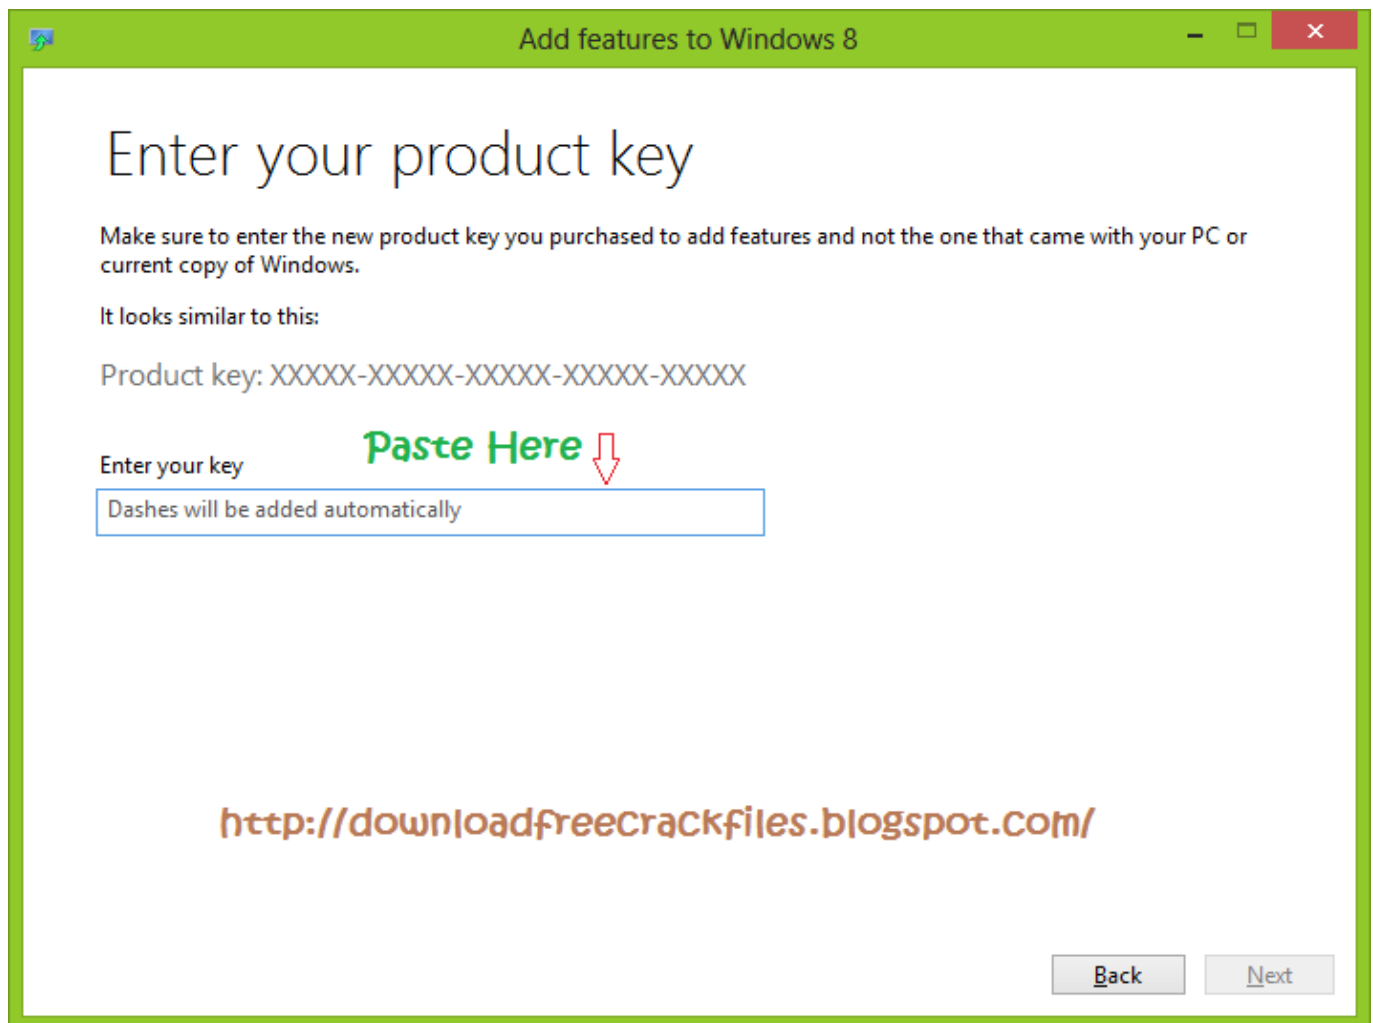 Add features to Windows 8
Enter your product key
Make sure to enter the new product key you purchased to add features and not the one that came with your PC or
current copy of Windows.
It looks similar to this:
Product key: XXXXX-XXXXX-XXXXX-XXXXX-XXXXX
Paste Here
Enter your key
Dashes will be added automatically
http://downloadfreecrackfiles.blogspot.com/
Back Next